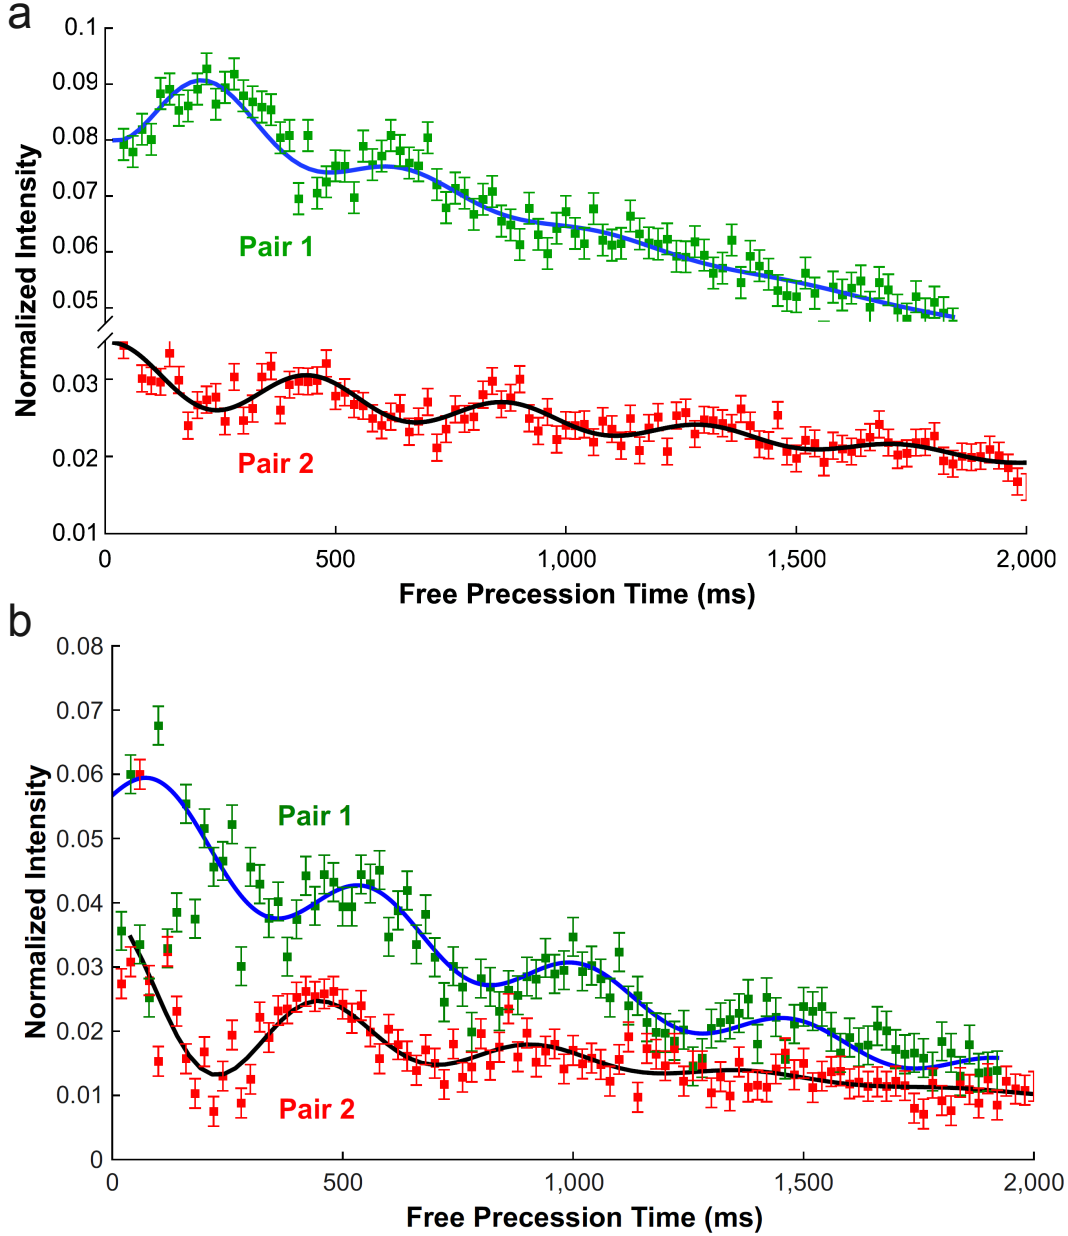 a
0.1
0.09
0.08
0.07
0.06
0.05
0.03
0.02
0.01
Normalized Intensity
Pair 1
Pair 2
0
500
1,000
1,500
2,000
Free Precession Time (ms)
b
0.08
0.07
0.06
0.05
0.04
0.03
0.02
0.01
0
Normalized Intensity
Pair 1
Pair 2
0
500
1,000
1,500
2,000
Free Precession Time (ms)